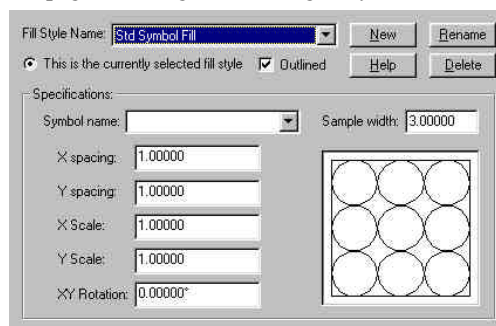 Fill Style Name: Std Symbol Fill New Rename
This is the currently selected fill style Outlined Help Delete
Specifications:
Symbol name: Sample width: 3.00000
X spacing: 1.00000
Y spacing: 1.00000
X Scale: 1.00000
Y Scale: 1.00000
XY Rotation: 0.00000°